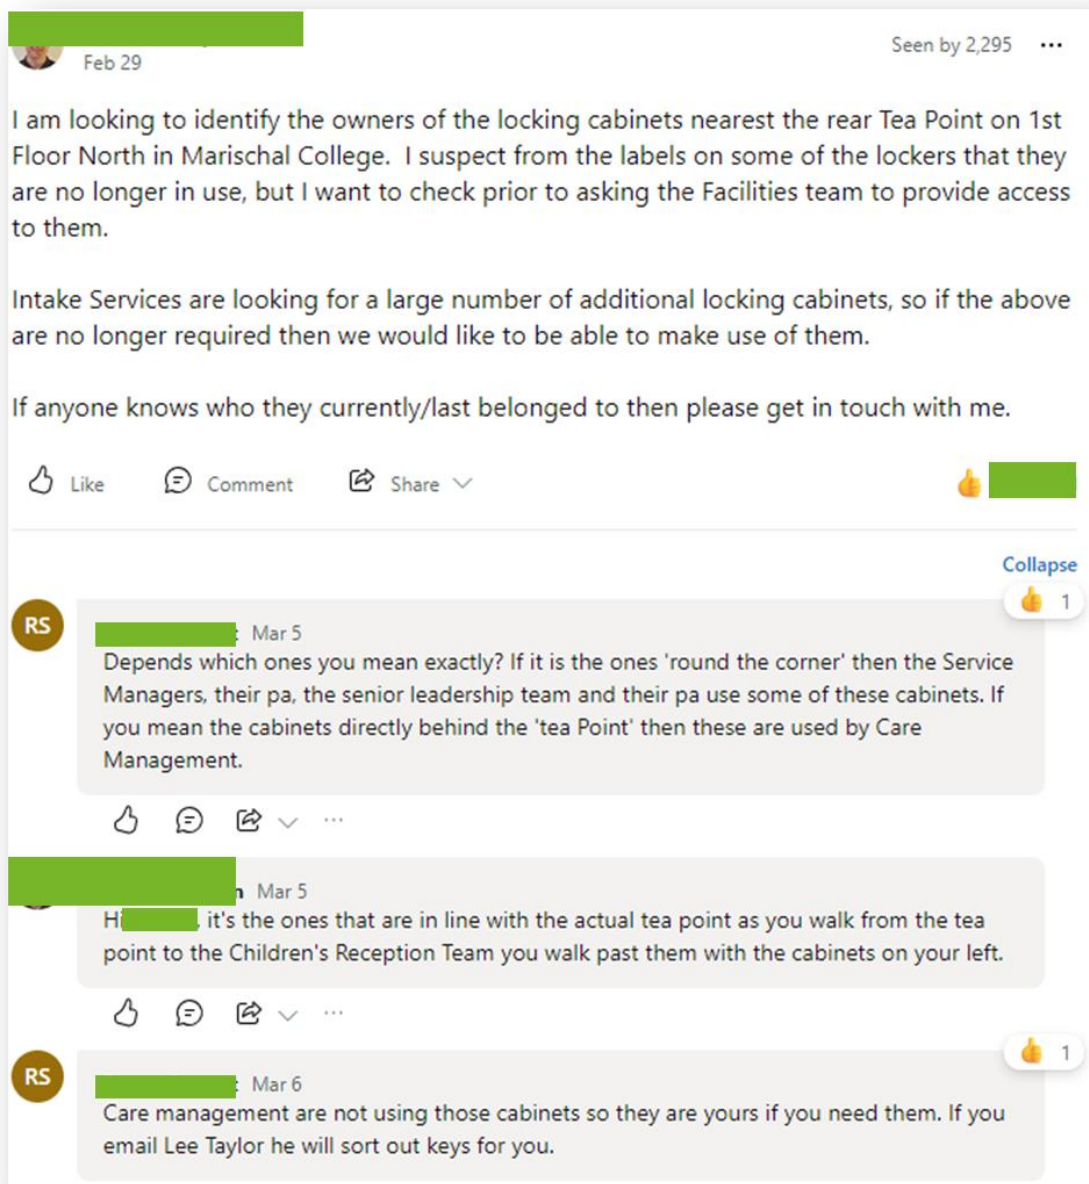 Feb 29
Seen by 2,295 ...
I am looking to identify the owners of the locking cabinets nearest the rear Tea Point on 1st
Floor North in Marischal College.  I suspect from the labels on some of the lockers that they
are no longer in use, but I want to check prior to asking the Facilities team to provide access
to them.
Intake Services are looking for a large number of additional locking cabinets, so if the above
are no longer required then we would like to be able to make use of them.
If anyone knows who they currently/last belonged to then please get in touch with me.
Like Comment Share
Collapse
1
RS
Mar 5
Depends which ones you mean exactly? If it is the ones 'round the corner' then the Service
Managers, their pa, the senior leadership team and their pa use some of these cabinets. If
you mean the cabinets directly behind the 'tea Point' then these are used by Care
Management.
...
n Mar 5
Hi , it's the ones that are in line with the actual tea point as you walk from the tea
point to the Children's Reception Team you walk past them with the cabinets on your left.
...
1
RS
Mar 6
Care management are not using those cabinets so they are yours if you need them. If you
email Lee Taylor he will sort out keys for you.